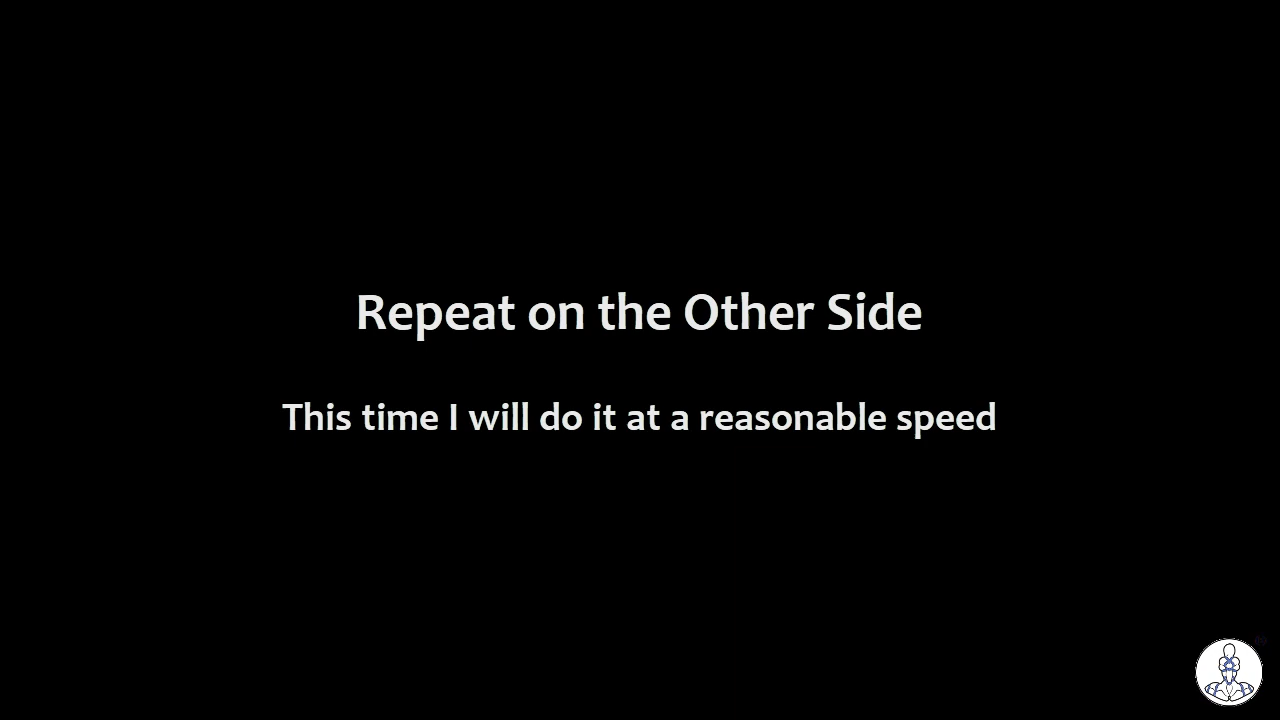 Repeat on the Other Side
This time I will do it at a reasonable speed